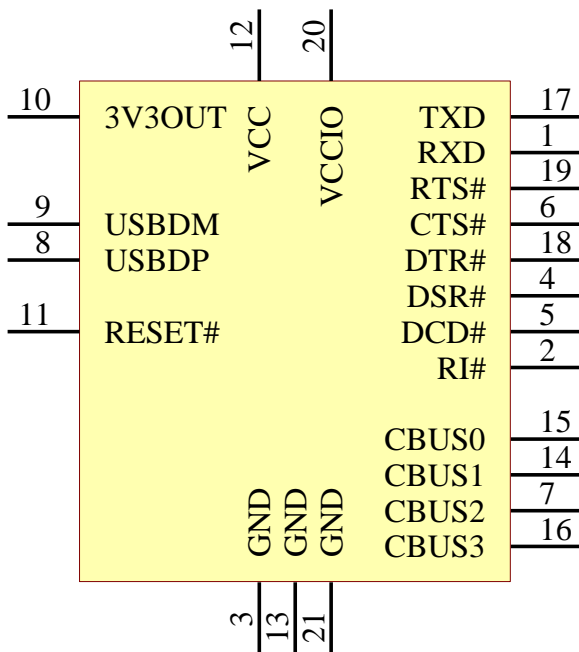 12 20
10 3V3OUT VCC VCCIO TXD 17
RXD 1
RTS# 19
9 USBDM CTS# 6
8 USBDP DTR# 18
DSR# 4
11 RESET# DCD# 5
RI# 2
CBUS0 15
CBUS1 14
GND GND GND CBUS2 7
CBUS3 16
3 13 21